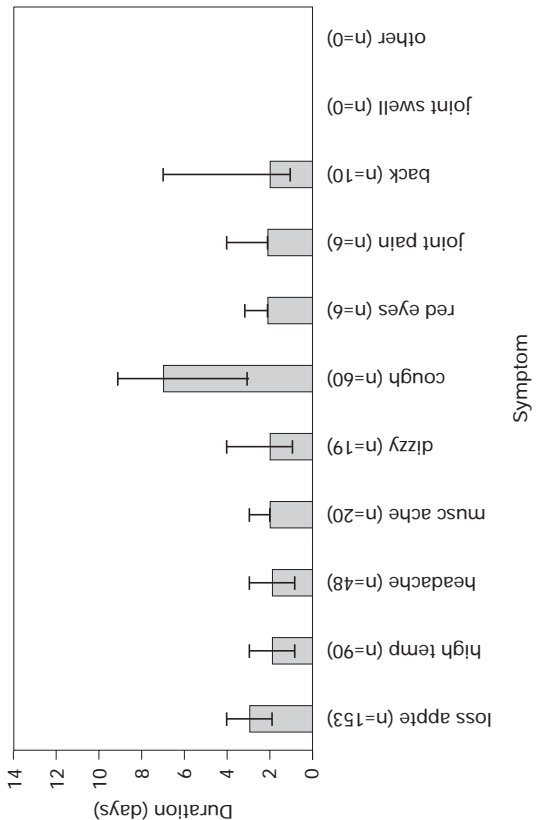 14
12
10
8
6
4
2
0
Duration (days)
loss appte (n=153)
high temp (n=90)
headache (n=48)
musc ache (n=20)
dizzy (n=19)
cough (n=60)
red eyes (n=6)
joint pain (n=6)
back (n=10)
joint swell (n=0)
other (n=0)
Symptom